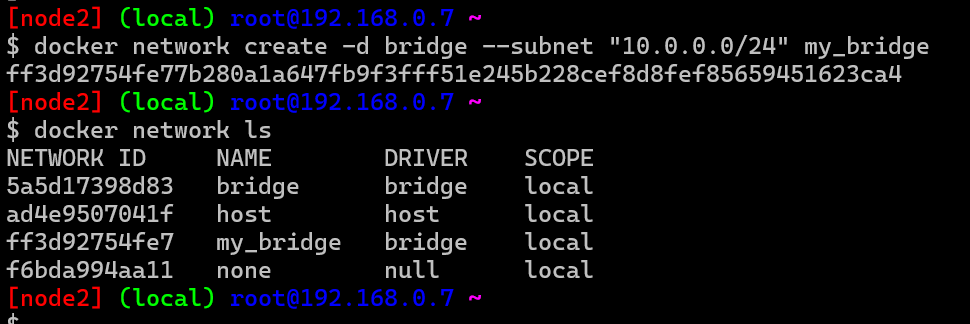 [node2] (local) root@192.168.0.7 ~
$ docker network create -d bridge --subnet "10.0.0.0/24" my_bridge
ff3d92754fe77b280a1a647fb9f3fff51e245b228cef8d8fef85659451623ca4
[node2] (local) root@192.168.0.7 ~
$ docker network ls
NETWORK ID     NAME        DRIVER    SCOPE
5a5d17398d83   bridge      bridge    local
ad4e9507041f   host        host      local
ff3d92754fe7   my_bridge   bridge    local
f6bda994aa11   none        null      local
[node2] (local) root@192.168.0.7 ~
$